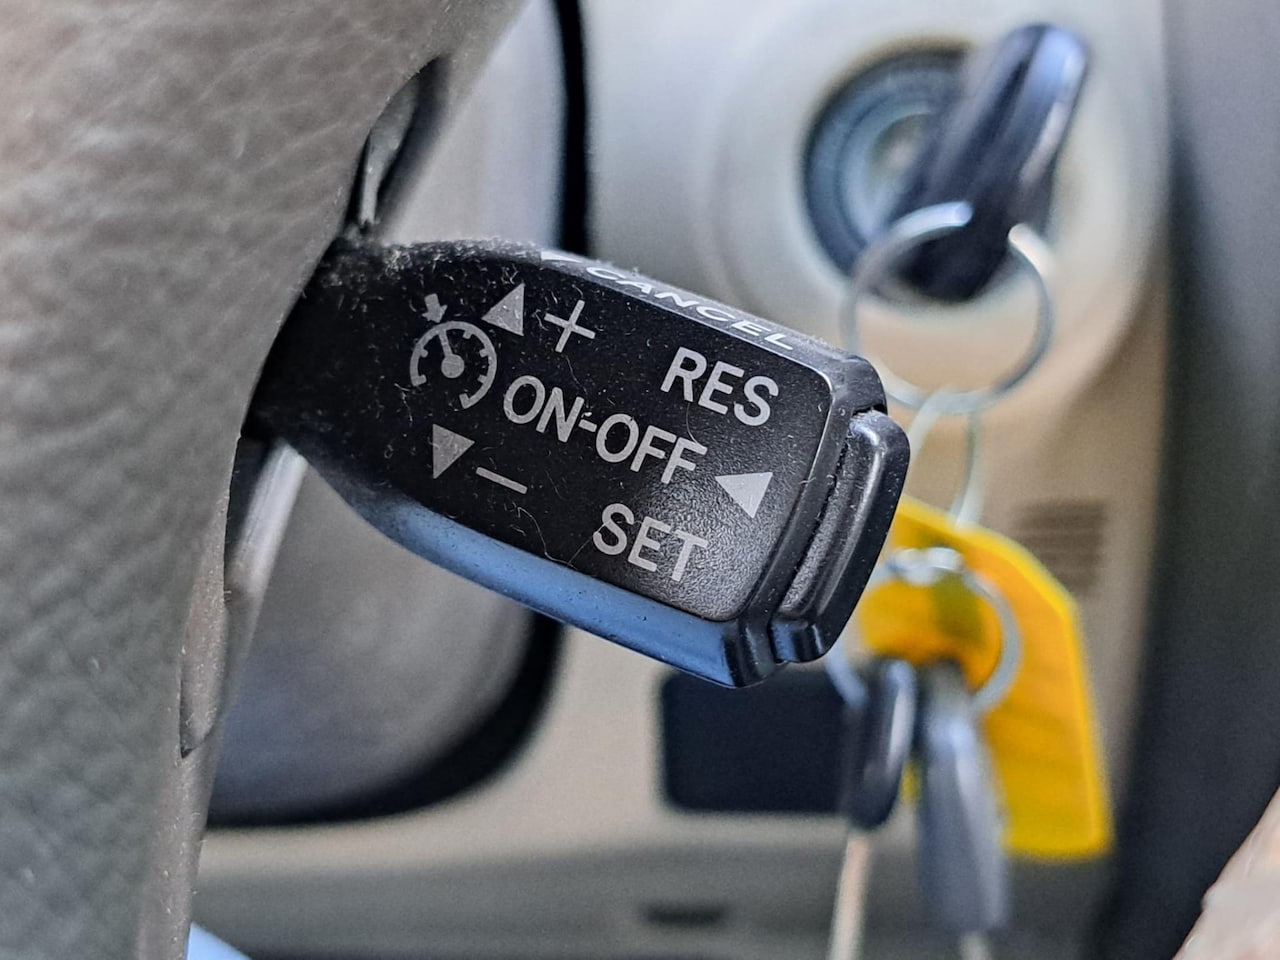 CANCEL
+ RES
ON-OFF
− SET